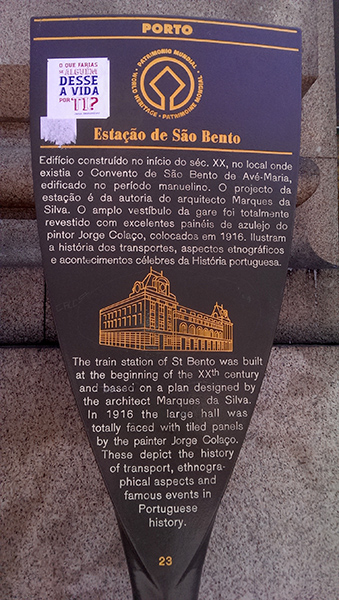 PORTO
O QUE FARIAS
SE ALGUÉM
DESSE
A VIDA
POR "TI"?
PATRIMONIO MUNDIAL • WORLD HERITAGE • PATRIMOINE MONDIAL
Estação de São Bento
Edifício construído no início do séc. XX, no local onde
existia o Convento de São Bento de Avé-Maria,
edificado no período manuelino. O projecto da
estação é da autoria do arquitecto Marques da
Silva. O amplo vestíbulo da gare foi totalmente
revestido com excelentes painéis de azulejo do
pintor Jorge Colaço, colocados em 1916. Ilustram
a história dos transportes, aspectos etnográficos
e acontecimentos célebres da História portuguesa.
The train station of St Bento was built
at the beginning of the XXth century
and based on a plan designed by
the architect Marques da Silva.
In 1916 the large hall was
totally faced with tiled panels
by the painter Jorge Colaço.
These depict the history
of transport, ethnogra-
phical aspects and
famous events in
Portuguese
history.
23